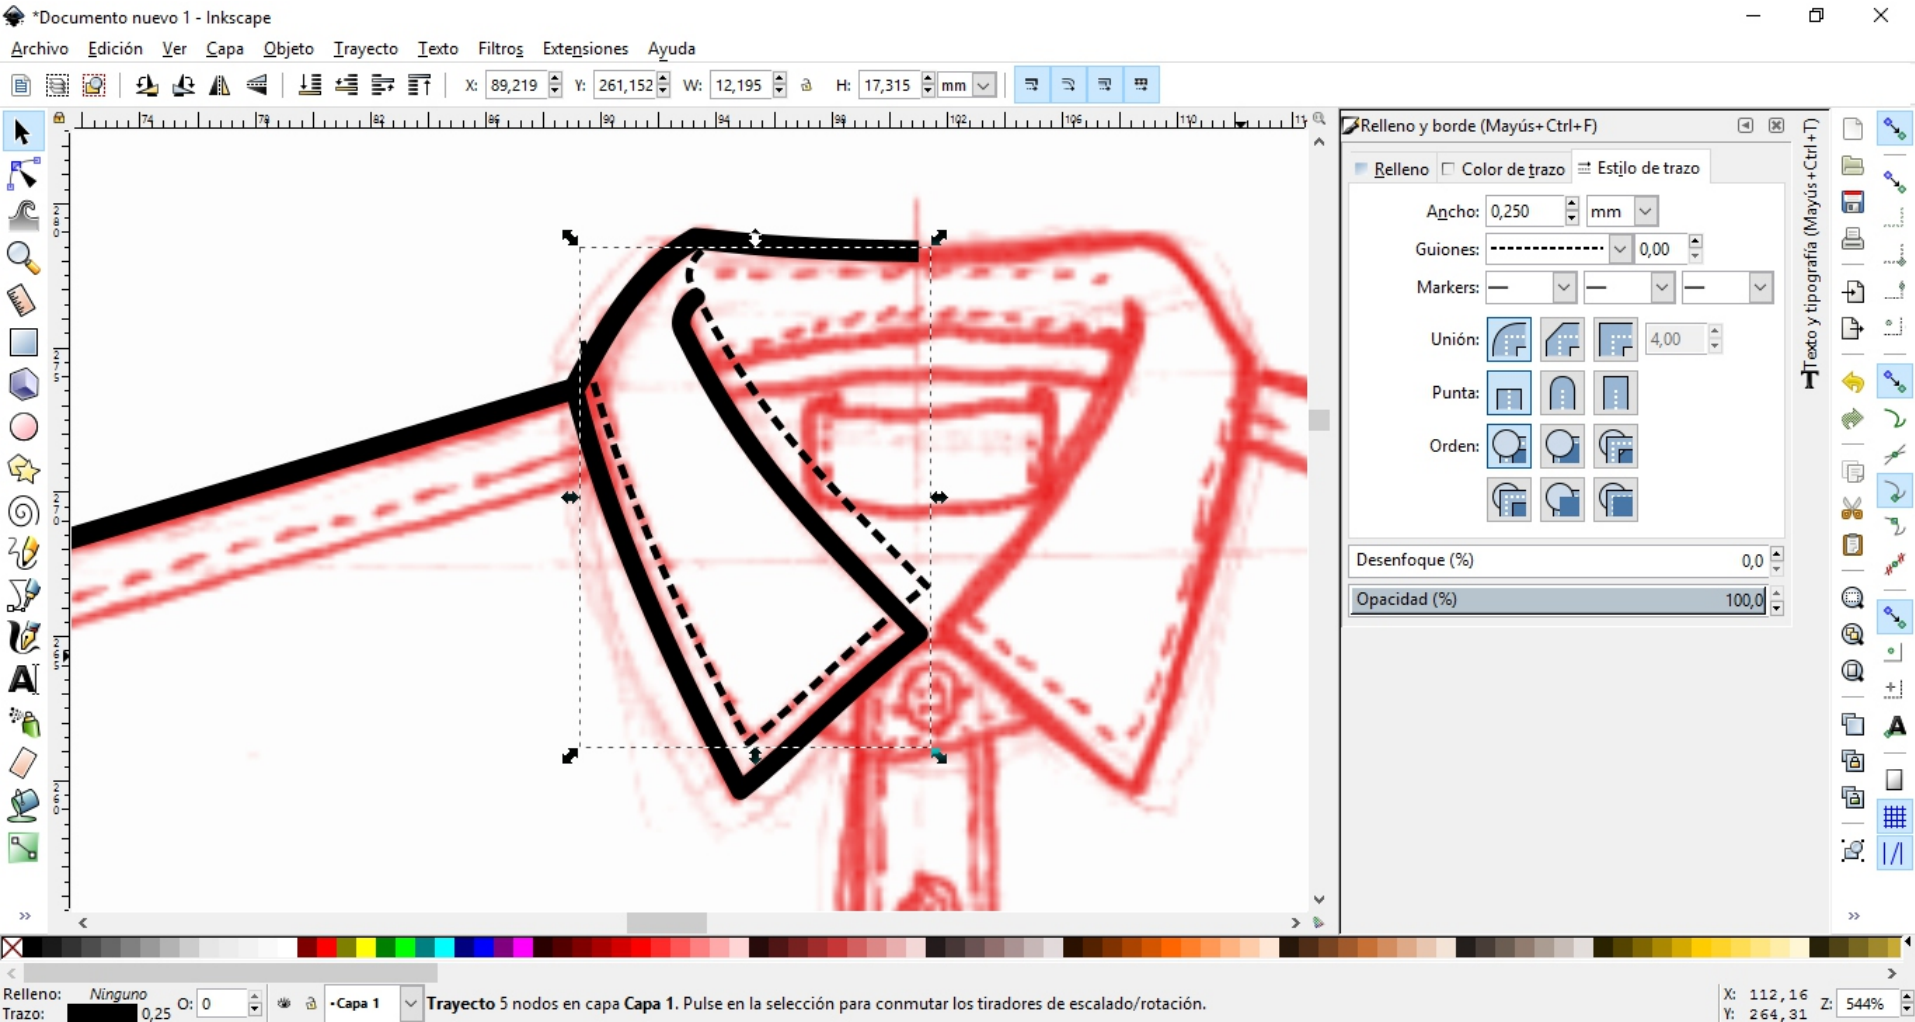 *Documento nuevo 1 - Inkscape
Archivo Edición Ver Capa Objeto Trayecto Texto Filtros Extensiones Ayuda
X: 89,219 Y: 261,152 W: 12,195 H: 17,315 mm
Relleno y borde (Mayús+Ctrl+F)
Relleno Color de trazo Estilo de trazo
Ancho: 0,250 mm
Guiones: 0,00
Markers:
Unión: 4,00
Punta:
Orden:
Desenfoque (%) 0,0
Opacidad (%) 100,0
Texto y tipografía (Mayús+Ctrl+T)
Relleno: Ninguno
Trazo: 0,25
O: 0
Capa 1
Trayecto 5 nodos en capa Capa 1. Pulse en la selección para conmutar los tiradores de escalado/rotación.
X: 112,16
Y: 264,31
Z: 544%